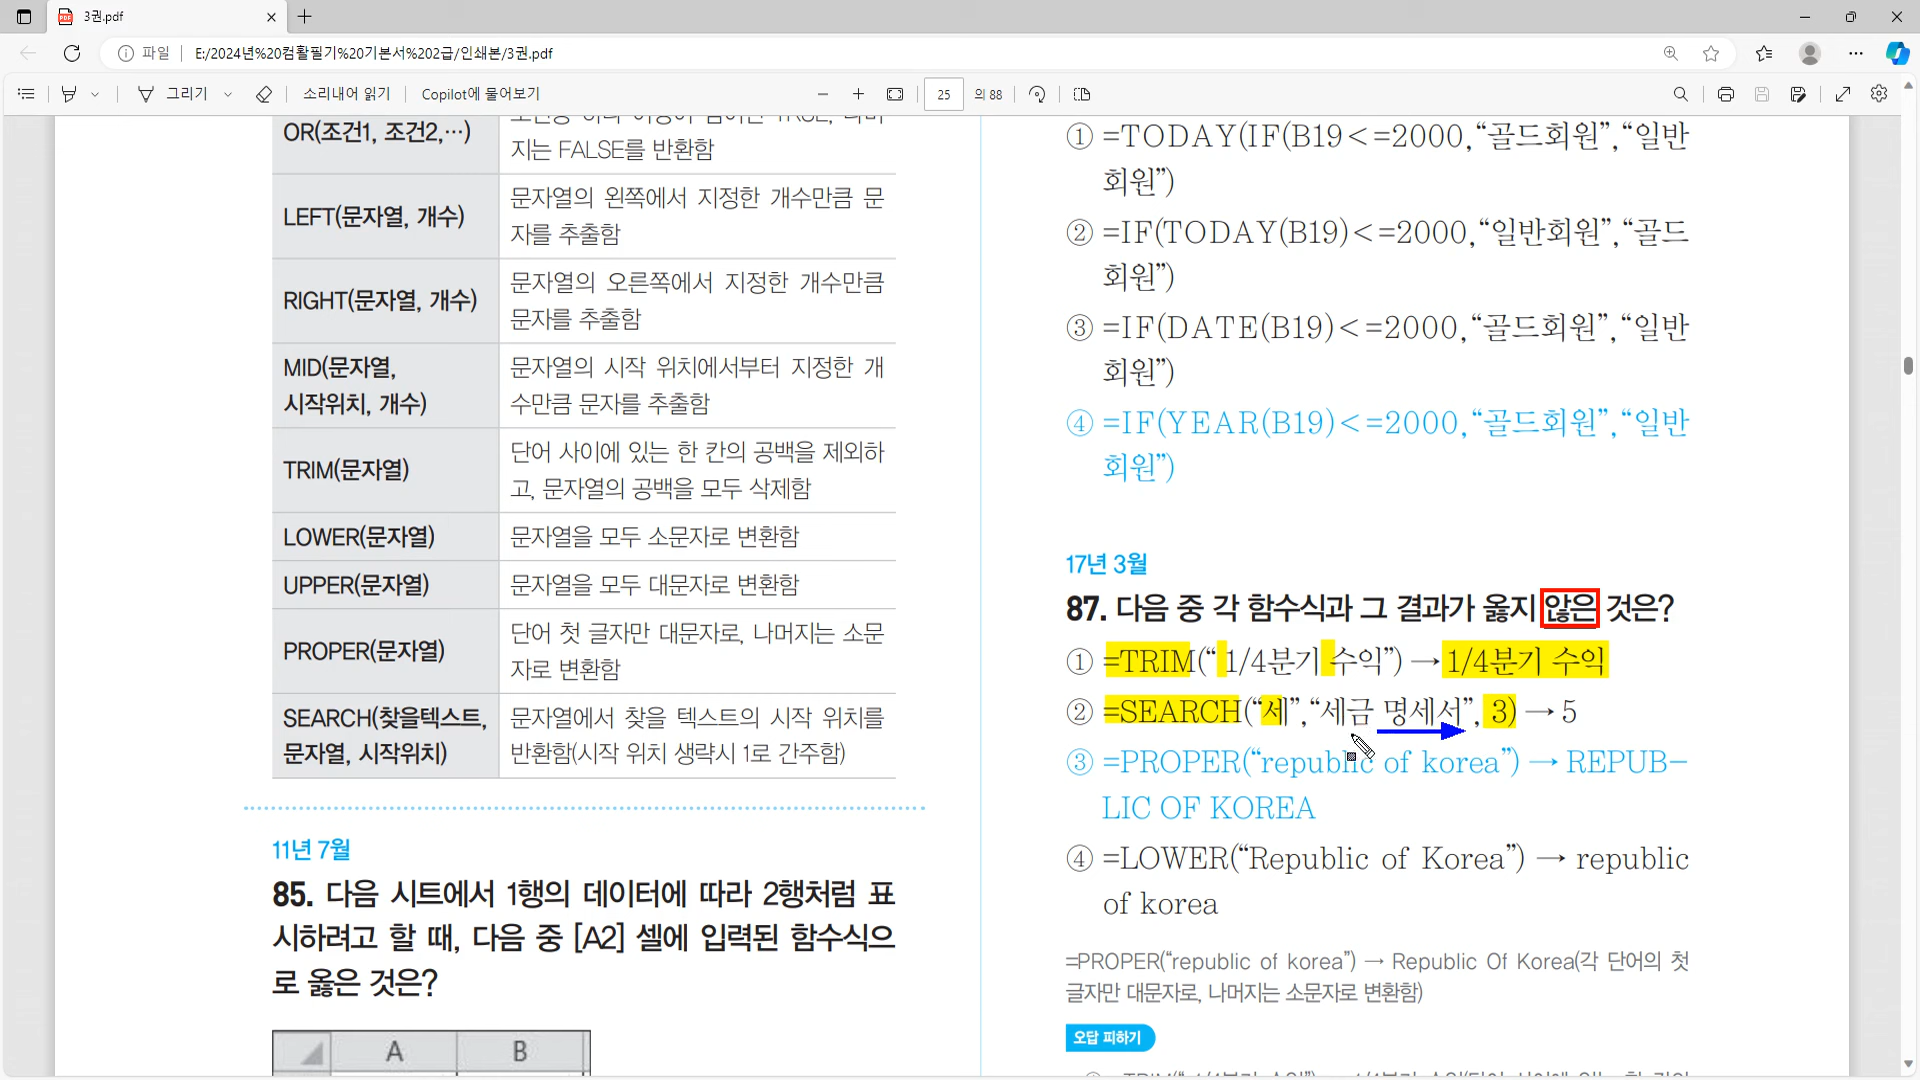 3권.pdf
파일
E:/2024년%20컴활필기%20기본서%202급/인쇄본/3권.pdf
그리기
소리내어 읽기
Copilot에 물어보기
25
의 88
OR(조건1, 조건2,…)
지는 FALSE를 반환함
LEFT(문자열, 개수)
문자열의 왼쪽에서 지정한 개수만큼 문
자를 추출함
RIGHT(문자열, 개수)
문자열의 오른쪽에서 지정한 개수만큼
문자를 추출함
MID(문자열,
시작위치, 개수)
문자열의 시작 위치에서부터 지정한 개
수만큼 문자를 추출함
TRIM(문자열)
단어 사이에 있는 한 칸의 공백을 제외하
고, 문자열의 공백을 모두 삭제함
LOWER(문자열)
문자열을 모두 소문자로 변환함
UPPER(문자열)
문자열을 모두 대문자로 변환함
PROPER(문자열)
단어 첫 글자만 대문자로, 나머지는 소문
자로 변환함
SEARCH(찾을텍스트,
문자열, 시작위치)
문자열에서 찾을 텍스트의 시작 위치를
반환함(시작 위치 생략시 1로 간주함)
11년 7월
85. 다음 시트에서 1행의 데이터에 따라 2행처럼 표
시하려고 할 때, 다음 중 [A2] 셀에 입력된 함수식으
로 옳은 것은?
A
B
① =TODAY(IF(B19<=2000,“골드회원”,“일반
회원”)
② =IF(TODAY(B19)<=2000,“일반회원”,“골드
회원”)
③ =IF(DATE(B19)<=2000,“골드회원”,“일반
회원”)
④ =IF(YEAR(B19)<=2000,“골드회원”,“일반
회원”)
17년 3월
87. 다음 중 각 함수식과 그 결과가 옳지 않은 것은?
① =TRIM(“ 1/4분기 수익”) → 1/4분기 수익
② =SEARCH(“세”,“세금 명세서”, 3) → 5
③ =PROPER(“republic of korea”) → REPUB-
LIC OF KOREA
④ =LOWER(“Republic of Korea”) → republic
of korea
=PROPER(“republic of korea”) → Republic Of Korea(각 단어의 첫
글자만 대문자로, 나머지는 소문자로 변환함)
오답 피하기